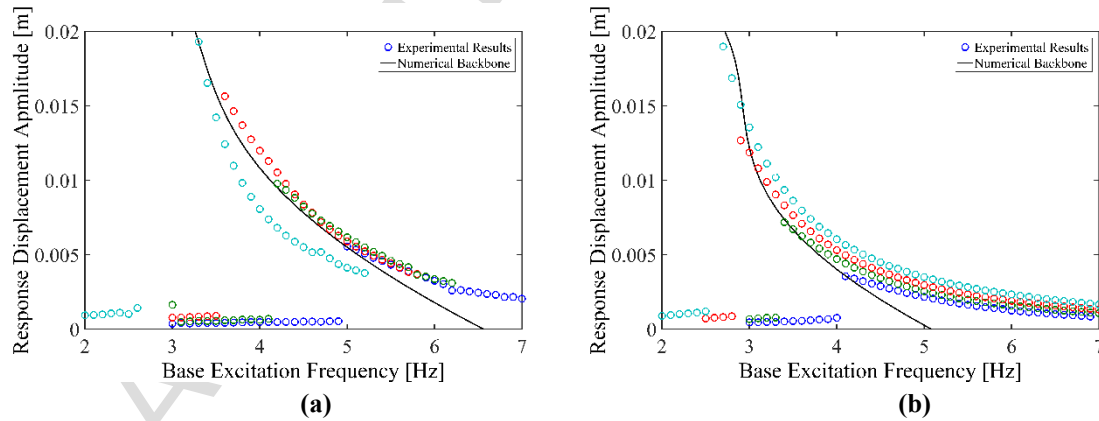 0.02
0.015
0.01
0.005
0
Response Displacement Apmlitude [m]
Experimental Results
Numerical Backbone
2 3 4 5 6 7
Base Excitation Frequency [Hz]
(a)
0.02
0.015
0.01
0.005
0
Response Displacement Apmlitude [m]
Experimental Results
Numerical Backbone
2 3 4 5 6 7
Base Excitation Frequency [Hz]
(b)